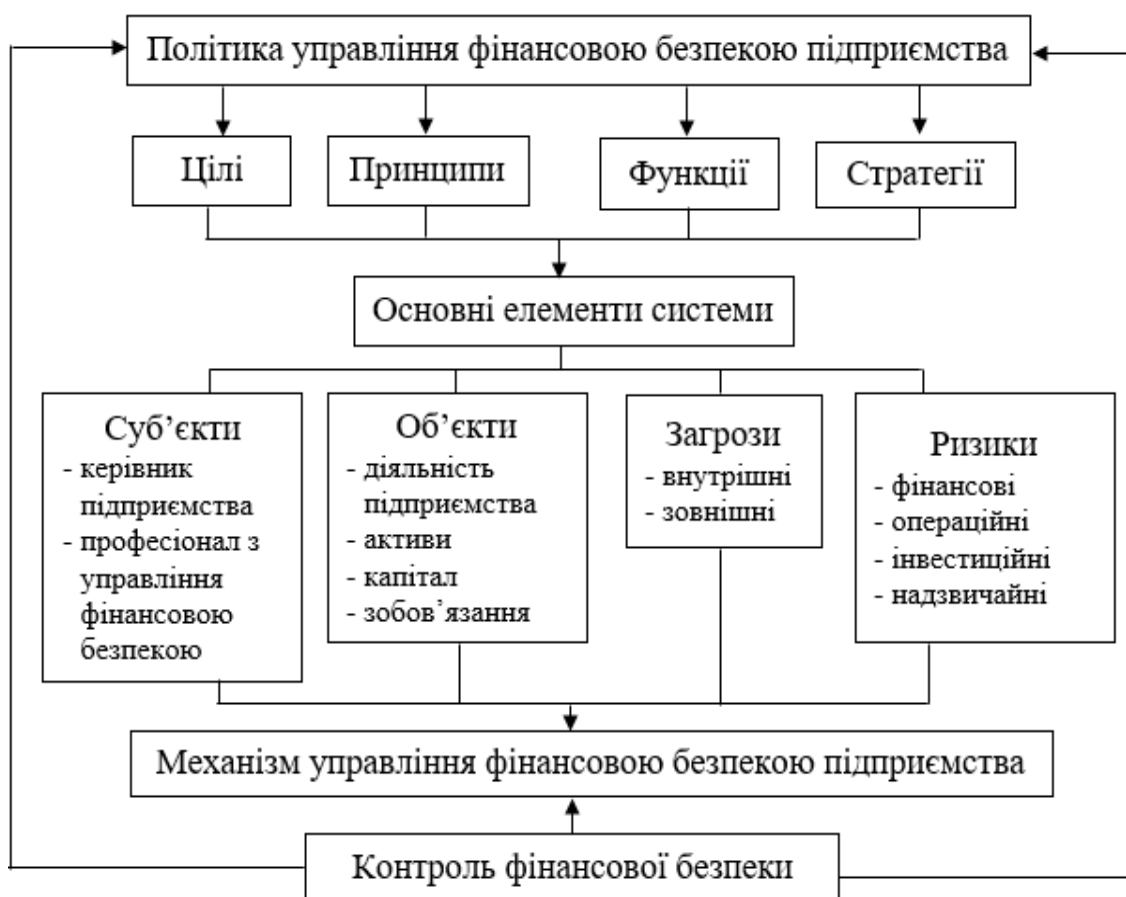 Політика управління фінансовою безпекою підприємства
Цілі
Принципи
Функції
Стратегії
Основні елементи системи
Суб’єкти
- керівник
підприємства
- професіонал з
управління
фінансовою
безпекою
Об’єкти
- діяльність
підприємства
- активи
- капітал
- зобов’язання
Загрози
- внутрішні
- зовнішні
Ризики
- фінансові
- операційні
- інвестиційні
- надзвичайні
Механізм управління фінансовою безпекою підприємства
Контроль фінансової безпеки